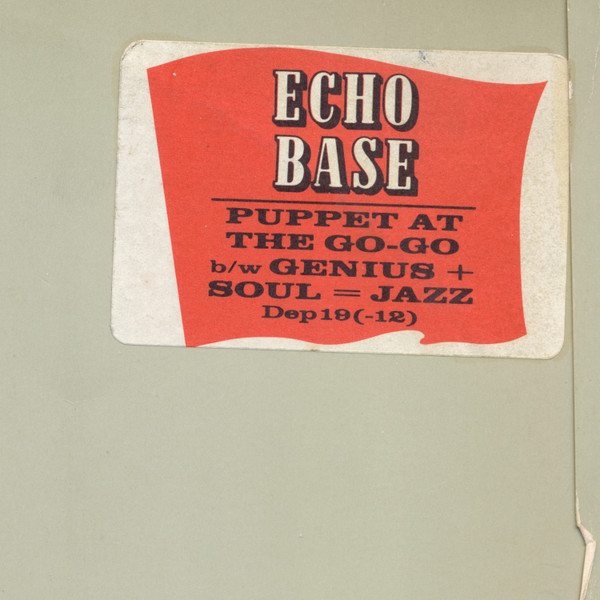 ECHO
BASE
PUPPET AT
THE GO-GO
b/w GENIUS +
SOUL = JAZZ
Dep19(-12)